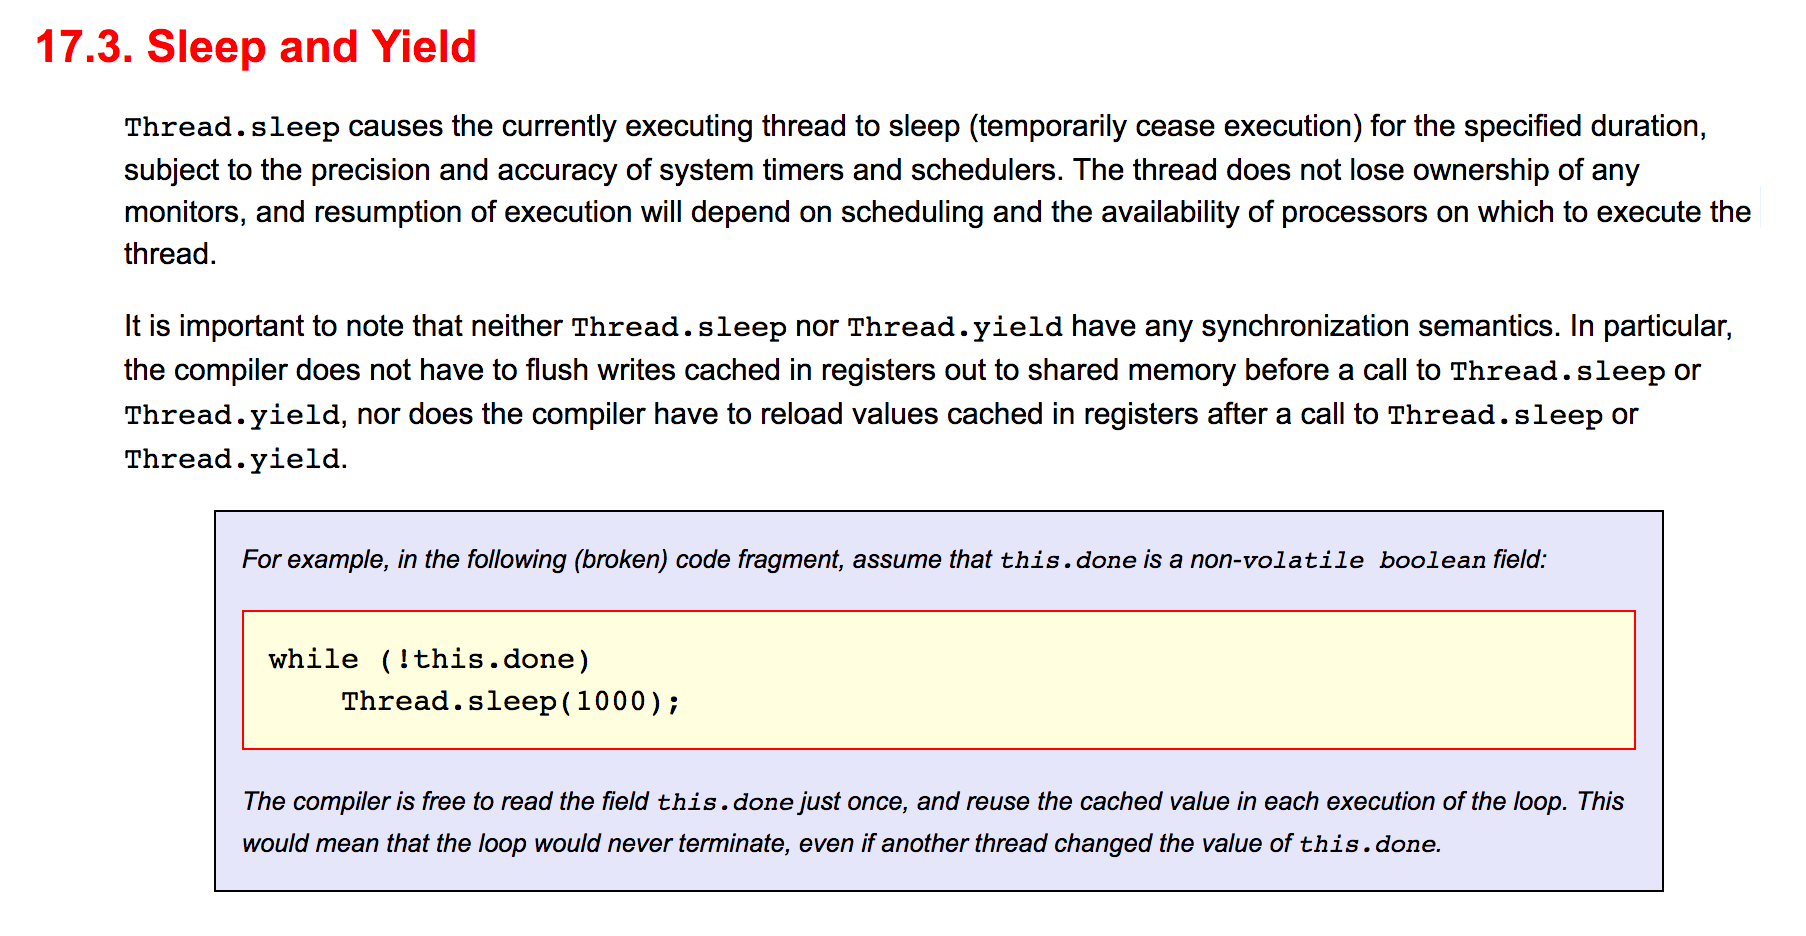 17.3. Sleep and Yield
Thread.sleep causes the currently executing thread to sleep (temporarily cease execution) for the specified duration,
subject to the precision and accuracy of system timers and schedulers. The thread does not lose ownership of any
monitors, and resumption of execution will depend on scheduling and the availability of processors on which to execute the
thread.
It is important to note that neither Thread.sleep nor Thread.yield have any synchronization semantics. In particular,
the compiler does not have to flush writes cached in registers out to shared memory before a call to Thread.sleep or
Thread.yield, nor does the compiler have to reload values cached in registers after a call to Thread.sleep or
Thread.yield.
For example, in the following (broken) code fragment, assume that this.done is a non-volatile boolean field:
while (!this.done)
    Thread.sleep(1000);
The compiler is free to read the field this.done just once, and reuse the cached value in each execution of the loop. This
would mean that the loop would never terminate, even if another thread changed the value of this.done.